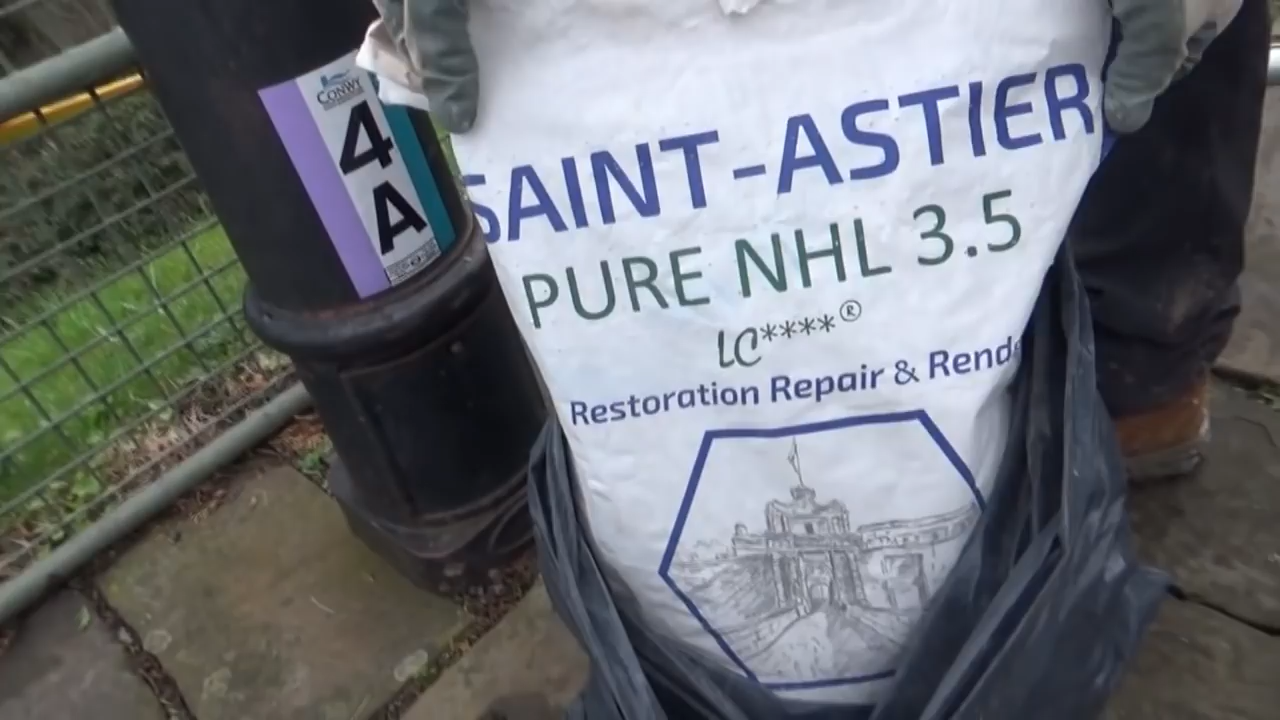 CONWY
4
A
SAINT-ASTIER
PURE NHL 3.5
LC****®
Restoration Repair & Rend